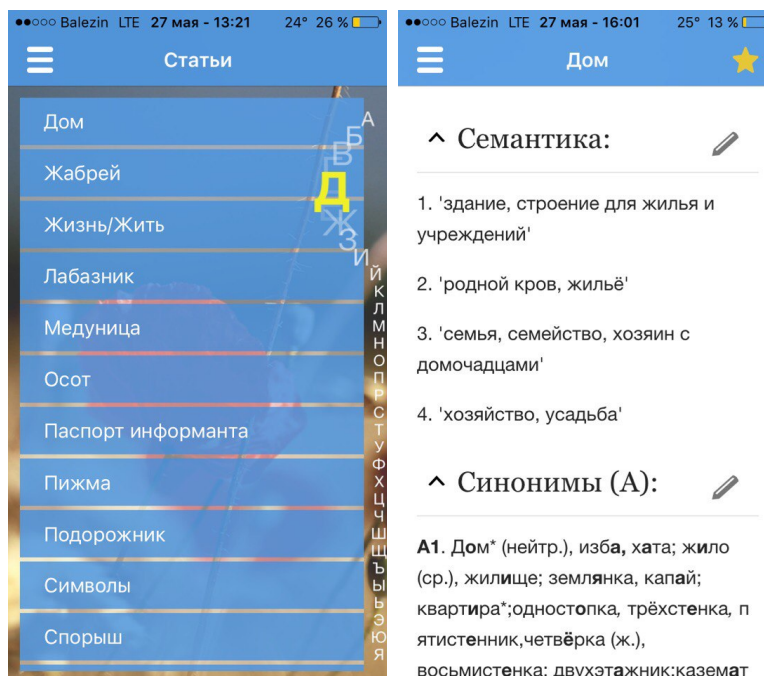 Balezin LTE 27 мая - 13:21 24° 26 %
Статьи
Дом
Жабрей
Жизнь/Жить
Лабазник
Медуница
Осот
Паспорт информанта
Пижма
Подорожник
Символы
Спорыш
А
Б
В
Д
Ж
З
И
Й
К
Л
М
Н
О
П
Р
С
Т
У
Ф
Х
Ц
Ч
Ш
Щ
Ъ
Ы
Ь
Э
Ю
Я
Balezin LTE 27 мая - 16:01 25° 13 %
Дом
Семантика:
1. 'здание, строение для жилья и
учреждений'
2. 'родной кров, жильё'
3. 'семья, семейство, хозяин с
домочадцами'
4. 'хозяйство, усадьба'
Синонимы (А):
А1. Дом* (нейтр.), изба, хата; жило
(ср.), жилище; землянка, капай;
квартира*;одностопка, трёхстенка, п
ятистенник,четвёрка (ж.),
восьмистенка; двухэтажник;каземат